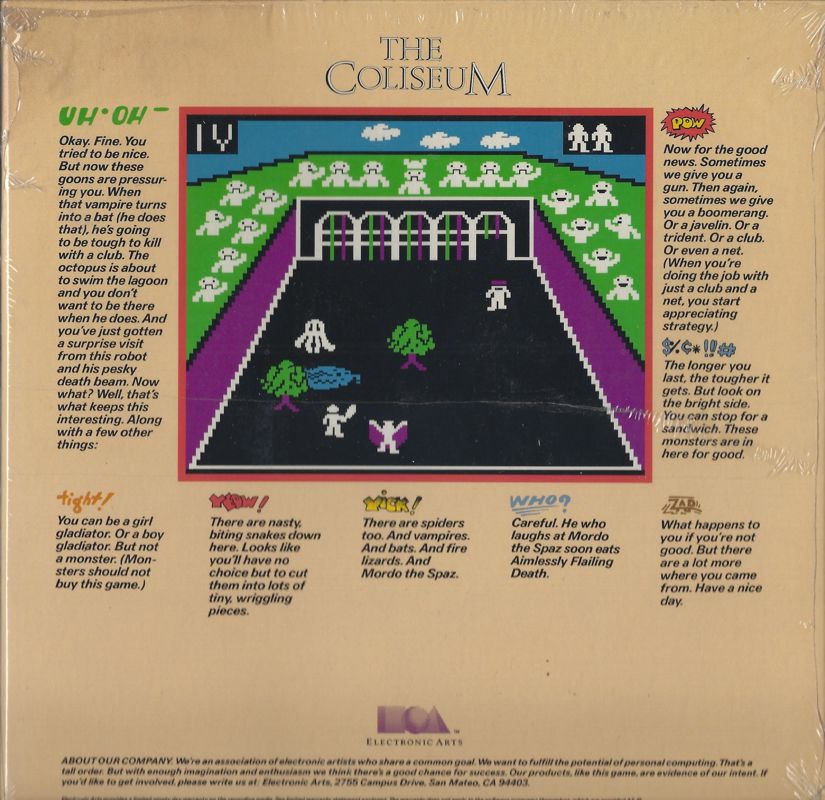 THE
COLISEUM
UH·OH—
Okay. Fine. You
tried to be nice.
But now these
goons are pressur-
ing you. When
that vampire turns
into a bat (he does
that), he's going
to be tough to kill
with a club. The
octopus is about
to swim the lagoon
and you don't
want to be there
when he does. And
you've just gotten
a surprise visit
from this robot
and his pesky
death beam. Now
what? Well, that's
what keeps this
interesting. Along
with a few other
things:
IV
POW
Now for the good
news. Sometimes
we give you a
gun. Then again,
sometimes we give
you a boomerang.
Or a javelin. Or a
trident. Or a club.
Or even a net.
(When you're
doing the job with
just a club and a
net, you start
appreciating
strategy.)
$%¢*!!#
The longer you
last, the tougher it
gets. But look on
the bright side.
You can stop for a
sandwich. These
monsters are in
here for good.
tight!
You can be a girl
gladiator. Or a boy
gladiator. But not
a monster. (Mon-
sters should not
buy this game.)
YEOW!
There are nasty,
biting snakes down
here. Looks like
you'll have no
choice but to cut
them into lots of
tiny, wriggling
pieces.
YICK!
There are spiders
too. And vampires.
And bats. And fire
lizards. And
Mordo the Spaz.
WHO?
Careful. He who
laughs at Mordo
the Spaz soon eats
Aimlessly Flailing
Death.
ZAP!
What happens to
you if you're not
good. But there
are a lot more
where you came
from. Have a nice
day.
TM
ELECTRONIC ARTS
ABOUT OUR COMPANY. We're an association of electronic artists who share a common goal. We want to fulfill the potential of personal computing. That's a
tall order. But with enough imagination and enthusiasm we think there's a good chance for success. Our products, like this game, are evidence of our intent. If
you'd like to get involved, please write us at: Electronic Arts, 2755 Campus Drive, San Mateo, CA 94403.